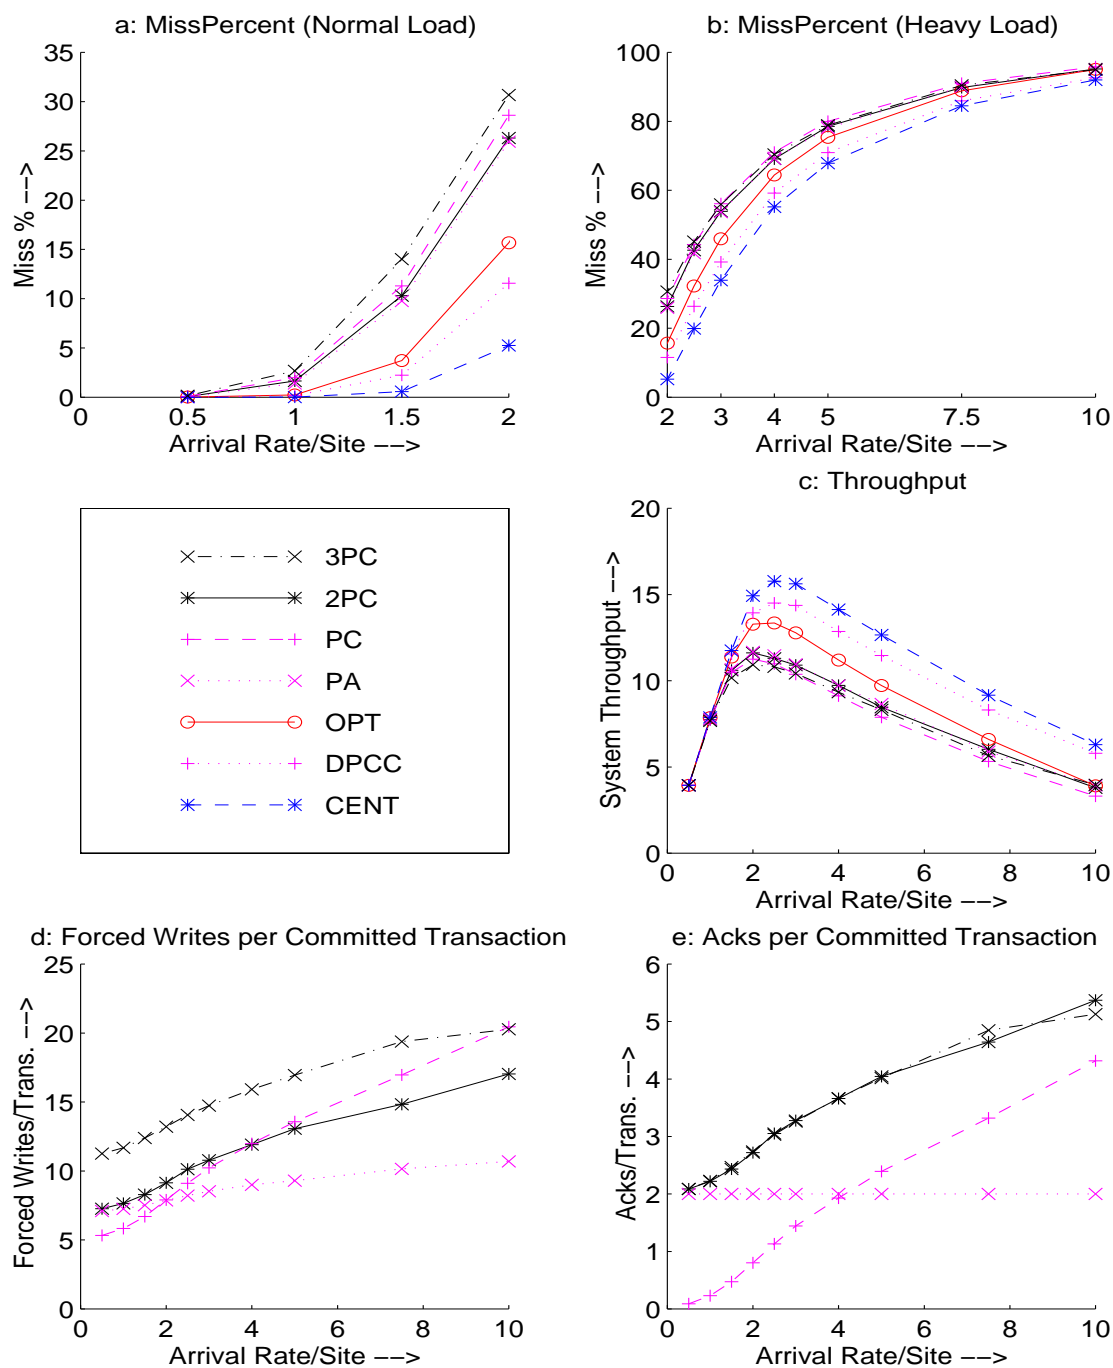 a: MissPercent (Normal Load)
35
30
25
20
15
10
5
0
Miss % −−>
0 0.5 1 1.5 2
Arrival Rate/Site −−>
b: MissPercent (Heavy Load)
100
80
60
40
20
0
Miss % −−>
2 3 4 5 7.5 10
Arrival Rate/Site −−>
3PC
2PC
PC
PA
OPT
DPCC
CENT
c: Throughput
20
15
10
5
0
System Throughput −−>
0 2 4 6 8 10
Arrival Rate/Site −−>
d: Forced Writes per Committed Transaction
25
20
15
10
5
0
Forced Writes/Trans. −−>
0 2 4 6 8 10
Arrival Rate/Site −−>
e: Acks per Committed Transaction
6
5
4
3
2
1
0
Acks/Trans. −−>
0 2 4 6 8 10
Arrival Rate/Site −−>